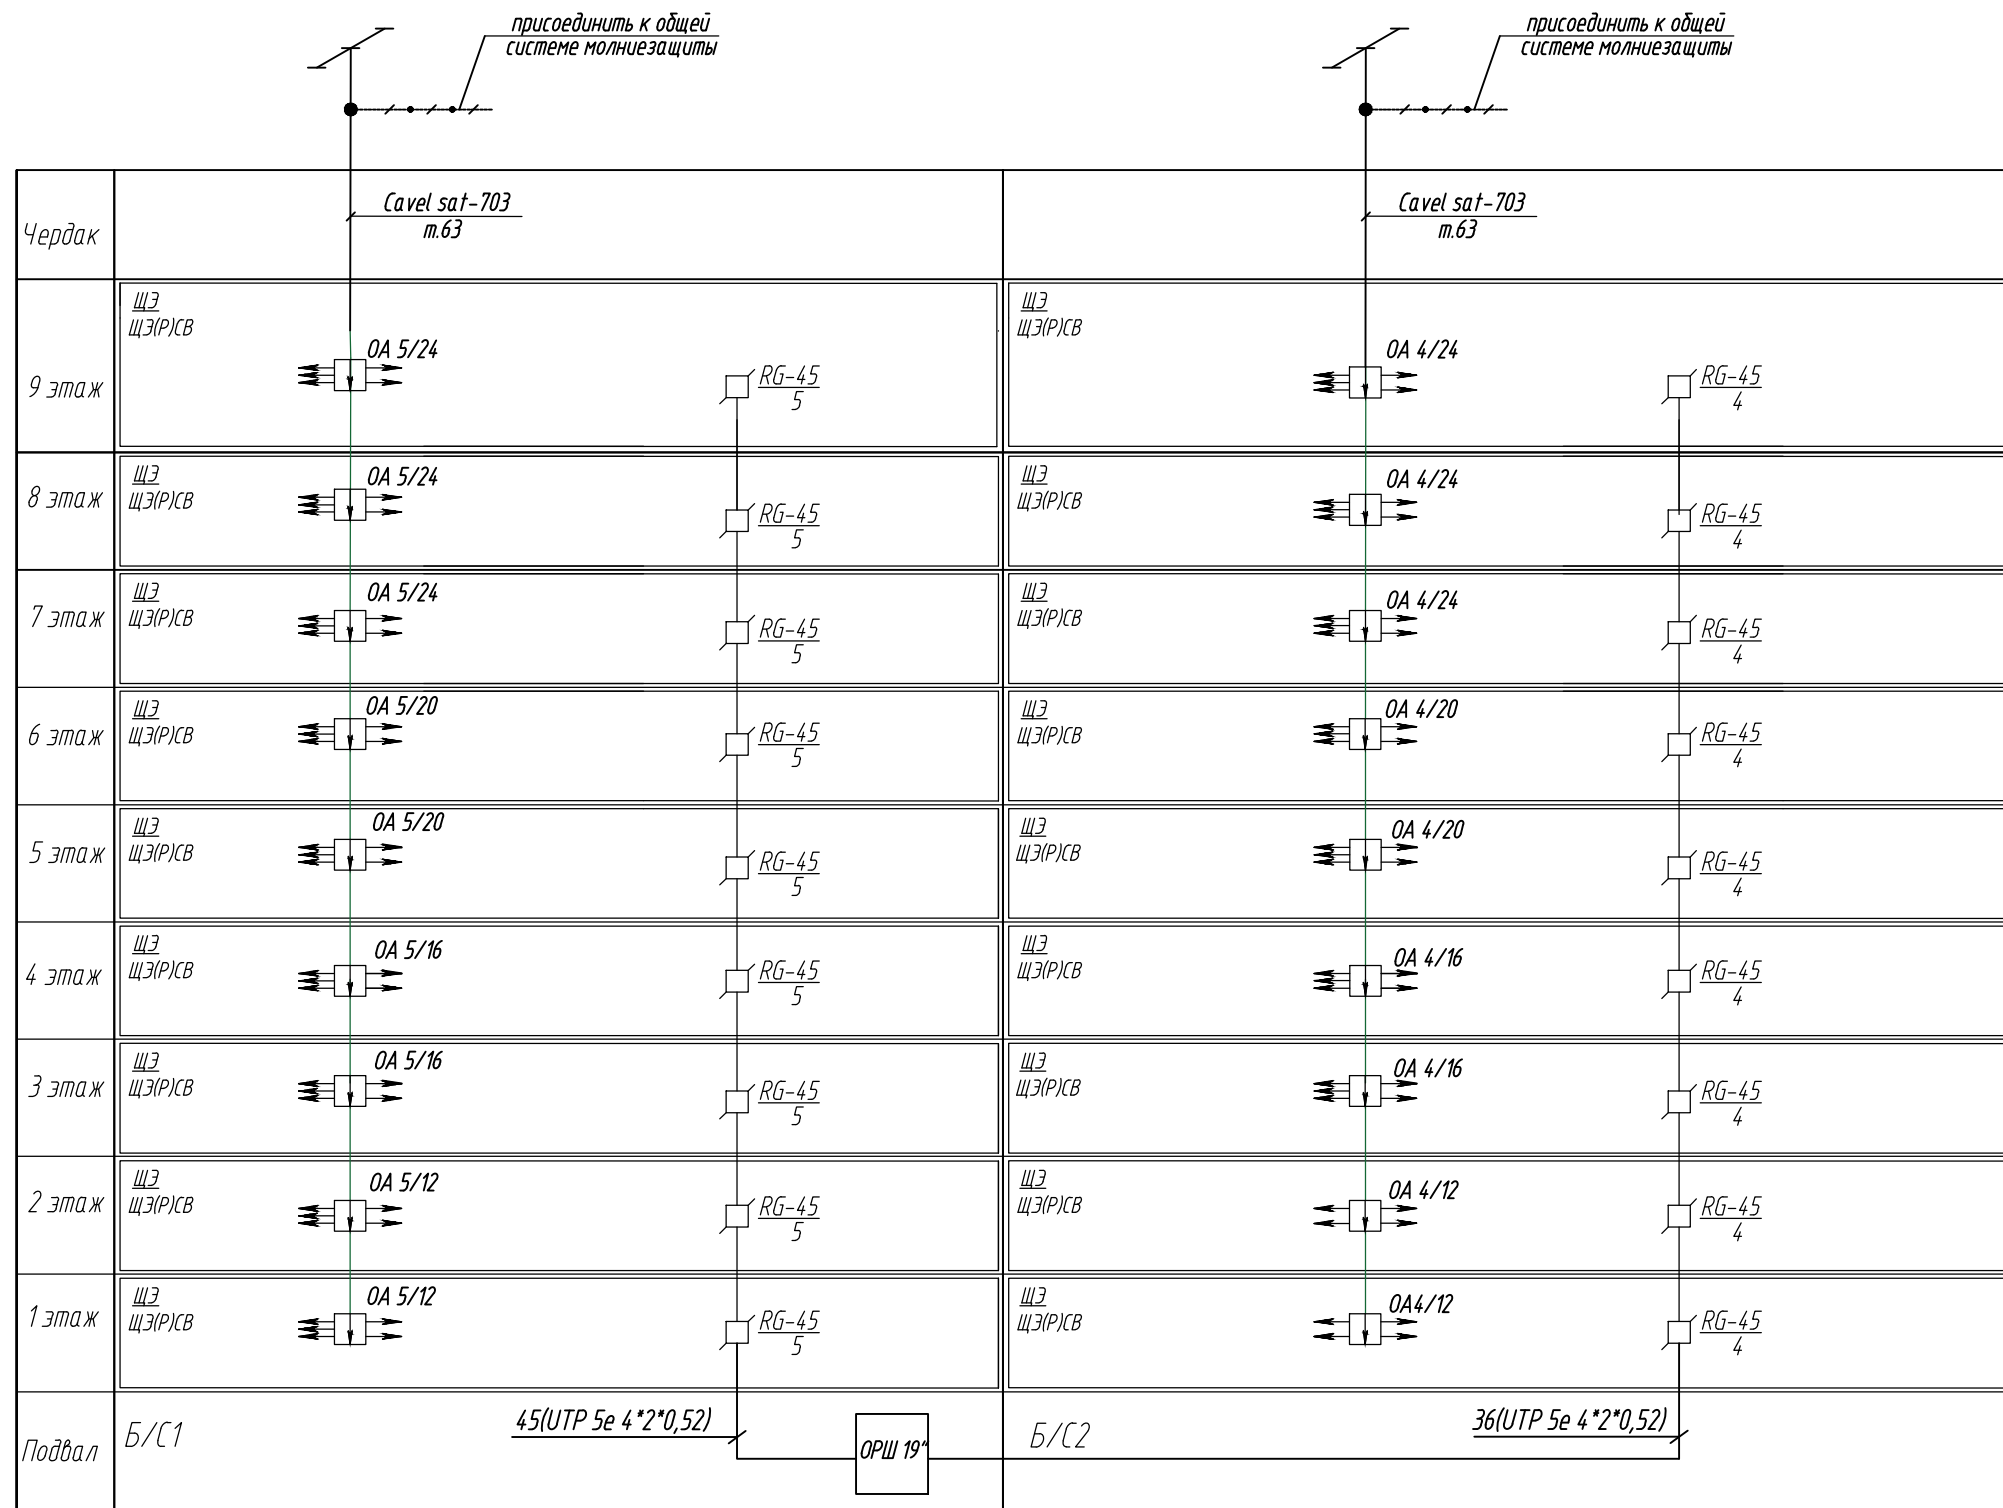 присоединить к общей
системе молниезащиты
присоединить к общей
системе молниезащиты
Чердак
Cavel sat-703
т.63
Cavel sat-703
т.63
9 этаж
ЩЭ
ЩЭ(Р)СВ
ОА 5/24
RG-45
5
ЩЭ
ЩЭ(Р)СВ
ОА 4/24
RG-45
4
8 этаж
ЩЭ
ЩЭ(Р)СВ
ОА 5/24
RG-45
5
ЩЭ
ЩЭ(Р)СВ
ОА 4/24
RG-45
4
7 этаж
ЩЭ
ЩЭ(Р)СВ
ОА 5/24
RG-45
5
ЩЭ
ЩЭ(Р)СВ
ОА 4/24
RG-45
4
6 этаж
ЩЭ
ЩЭ(Р)СВ
ОА 5/20
RG-45
5
ЩЭ
ЩЭ(Р)СВ
ОА 4/20
RG-45
4
5 этаж
ЩЭ
ЩЭ(Р)СВ
ОА 5/20
RG-45
5
ЩЭ
ЩЭ(Р)СВ
ОА 4/20
RG-45
4
4 этаж
ЩЭ
ЩЭ(Р)СВ
ОА 5/16
RG-45
5
ЩЭ
ЩЭ(Р)СВ
ОА 4/16
RG-45
4
3 этаж
ЩЭ
ЩЭ(Р)СВ
ОА 5/16
RG-45
5
ЩЭ
ЩЭ(Р)СВ
ОА 4/16
RG-45
4
2 этаж
ЩЭ
ЩЭ(Р)СВ
ОА 5/12
RG-45
5
ЩЭ
ЩЭ(Р)СВ
ОА 4/12
RG-45
4
1 этаж
ЩЭ
ЩЭ(Р)СВ
ОА 5/12
RG-45
5
ЩЭ
ЩЭ(Р)СВ
ОА4/12
RG-45
4
Подвал
Б/С1
45(UTP 5e 4*2*0,52)
ОРШ 19"
Б/С2
36(UTP 5e 4*2*0,52)